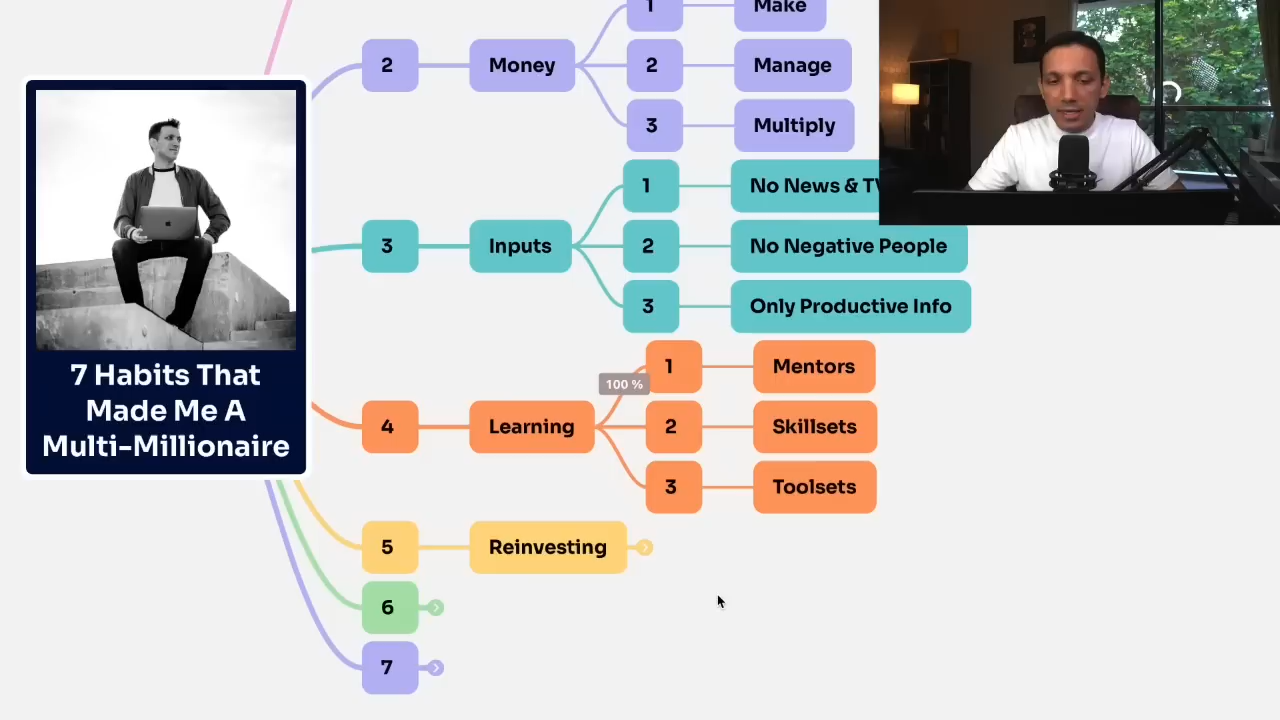 1
Make
2
Money
2
Manage
3
Multiply
1
No News & TV
3
Inputs
2
No Negative People
3
Only Productive Info
7 Habits That
Made Me A
Multi-Millionaire
1
Mentors
100 %
4
Learning
2
Skillsets
3
Toolsets
5
Reinvesting
6
7